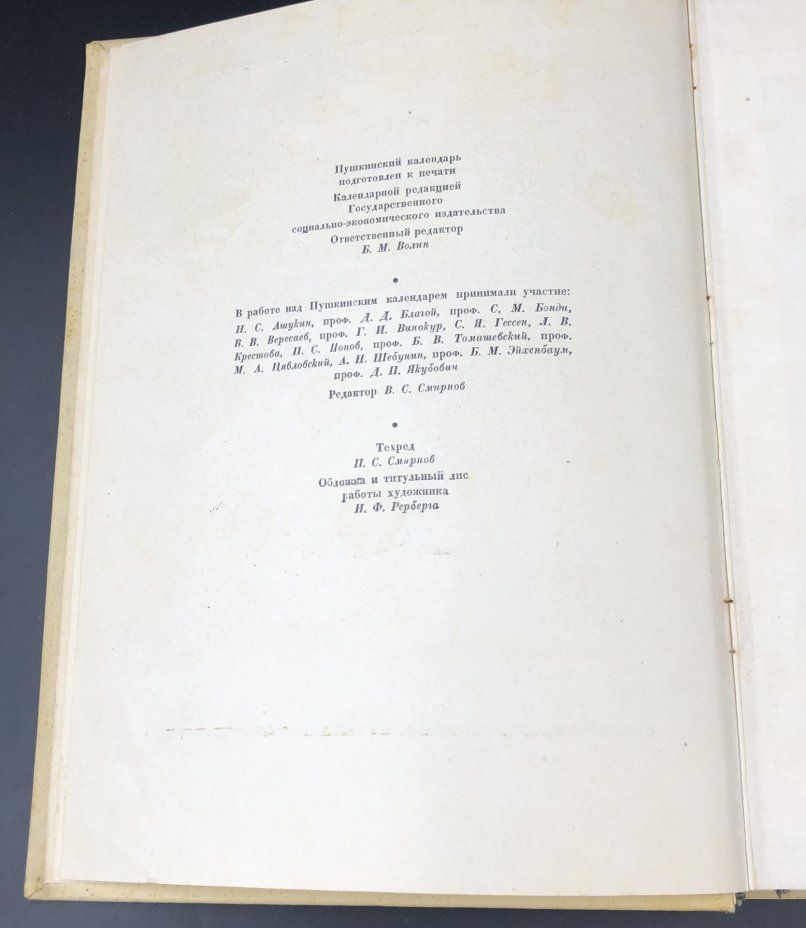 Пушкинский календарь
подготовлен к печати
Календарной редакцией
Государственного
социально-экономического издательства
Ответственный редактор
Б. М. Волин
В работе над Пушкинским календарем принимали участие:
Н. С. Ашукин, проф. Д. Д. Благой, проф. С. М. Бонди,
В. В. Вересаев, проф. Г. И. Винокур, С. Я. Гессен, Л. В.
Крестова, П. С. Попов, проф. Б. В. Томашевский, проф.
М. А. Цявловский, А. Н. Шебунин, проф. Б. М. Эйхенбаум,
проф. Д. П. Якубович
Редактор В. С. Смирнов
Техред
П. С. Смирнов
Обложка и титульный лис
работы художника
И. Ф. Рерберга